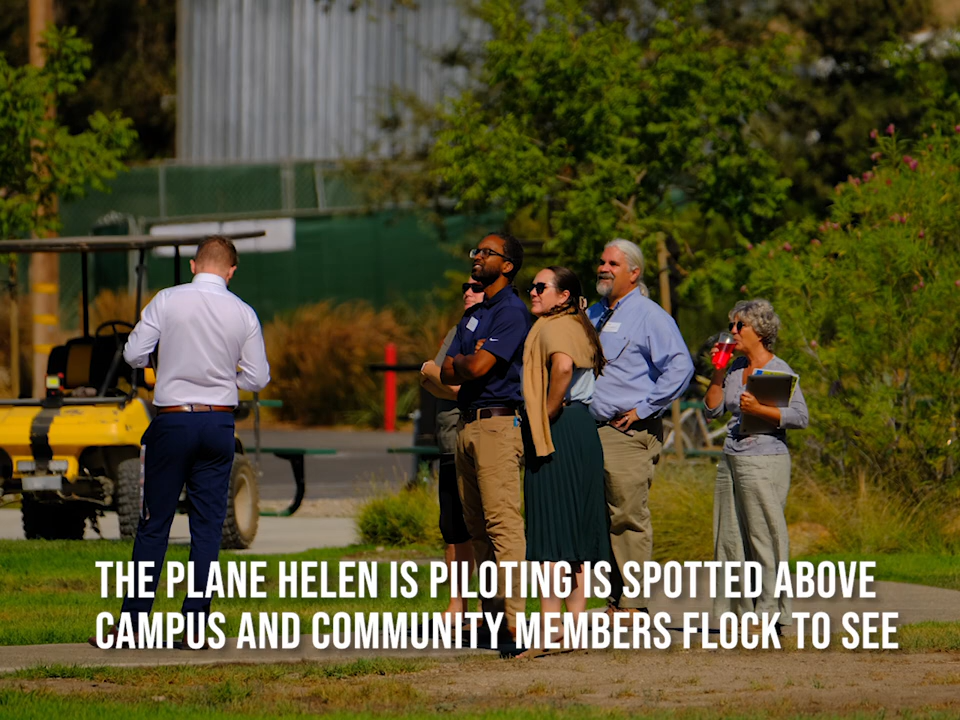 THE PLANE HELEN IS PILOTING IS SPOTTED ABOVE
CAMPUS AND COMMUNITY MEMBERS FLOCK TO SEE